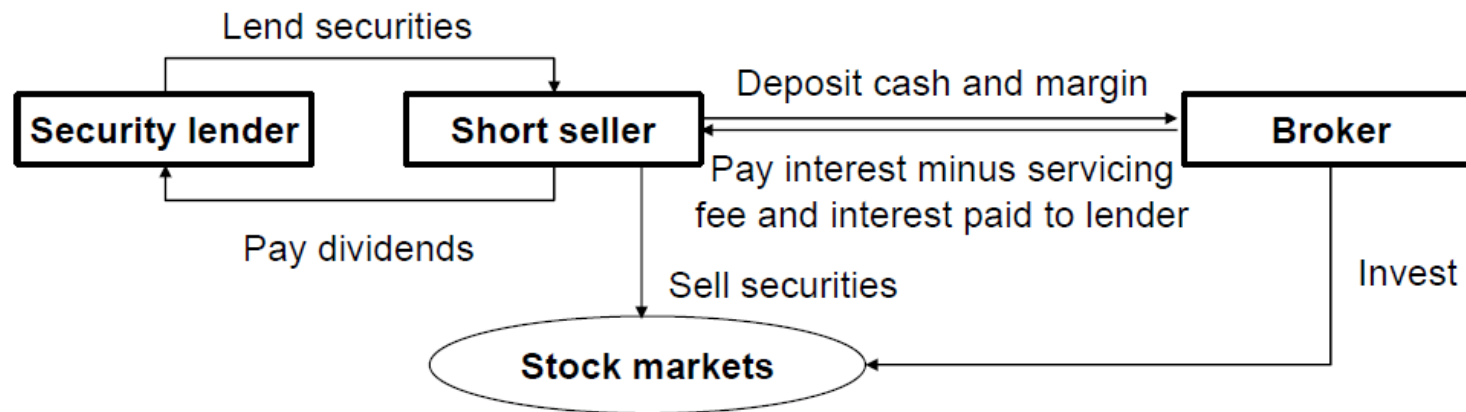 Lend securities
Deposit cash and margin
Security lender
Short seller
Broker
Pay interest minus servicing
fee and interest paid to lender
Pay dividends
Sell securities
Invest
Stock markets